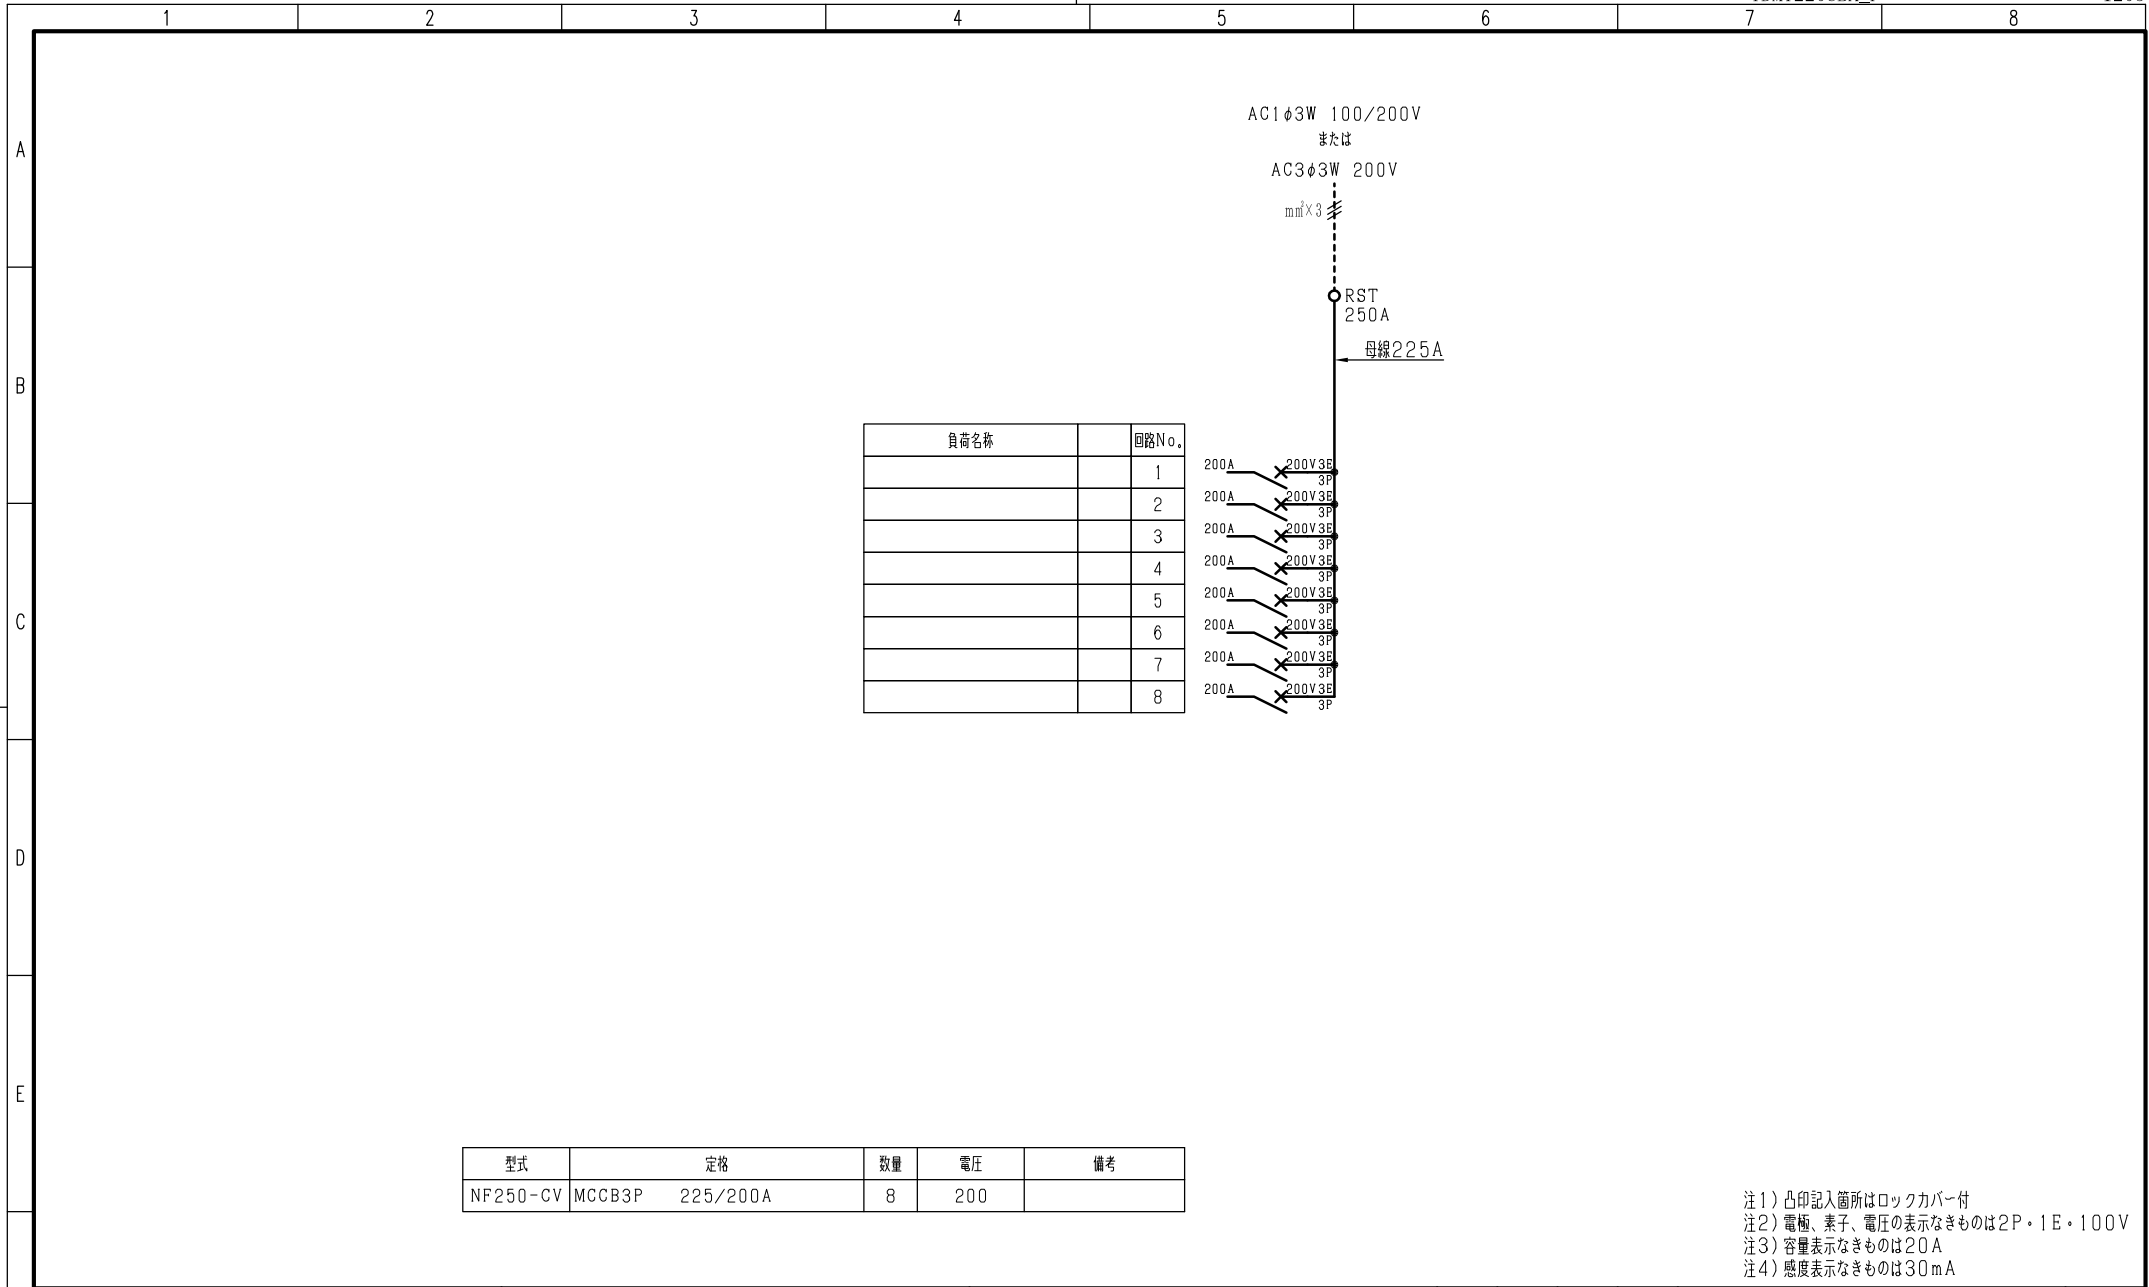 1 2 3 4 5 6 7 8
A
B
C
D
E
AC1φ3W 100/200V
または
AC3φ3W 200V
mm²×3
RST
250A
母線225A
負荷名称 回路No。
1 200A 200V3E 3P
2 200A 200V3E 3P
3 200A 200V3E 3P
4 200A 200V3E 3P
5 200A 200V3E 3P
6 200A 200V3E 3P
7 200A 200V3E 3P
8 200A 200V3E 3P
型式 定格 数量 電圧 備考
NF250-CV MCCB3P 225/200A 8 200
注1)凸印記入箇所はロックカバー付
注2)電極、素子、電圧の表示なきものは2P・1E・100V
注3)容量表示なきものは20A
注4)感度表示なきものは30mA